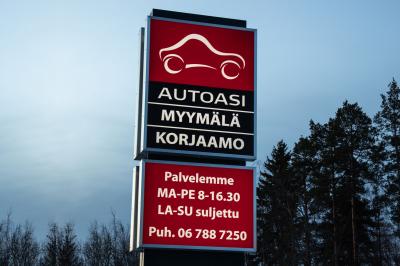 AUTOASI
MYYMÄLÄ
KORJAAMO
Palvelemme
MA-PE 8-16.30
LA-SU suljettu
Puh. 06 788 7250